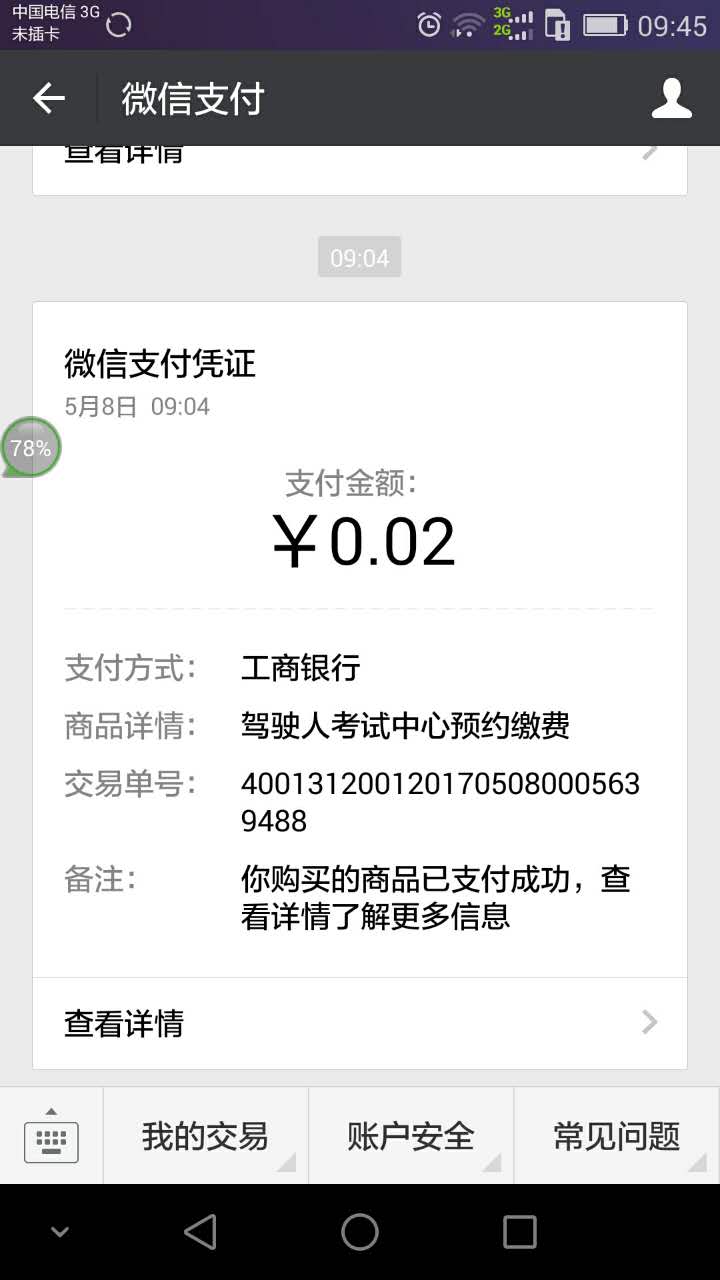 中国电信 3G
未插卡
3G
2G
09:45
微信支付
查看详情
09:04
微信支付凭证
5月8日 09:04
78%
支付金额：
￥0.02
支付方式： 工商银行
商品详情： 驾驶人考试中心预约缴费
交易单号： 400131200120170508000563
9488
备注： 你购买的商品已支付成功，查
看详情了解更多信息
查看详情
我的交易
账户安全
常见问题